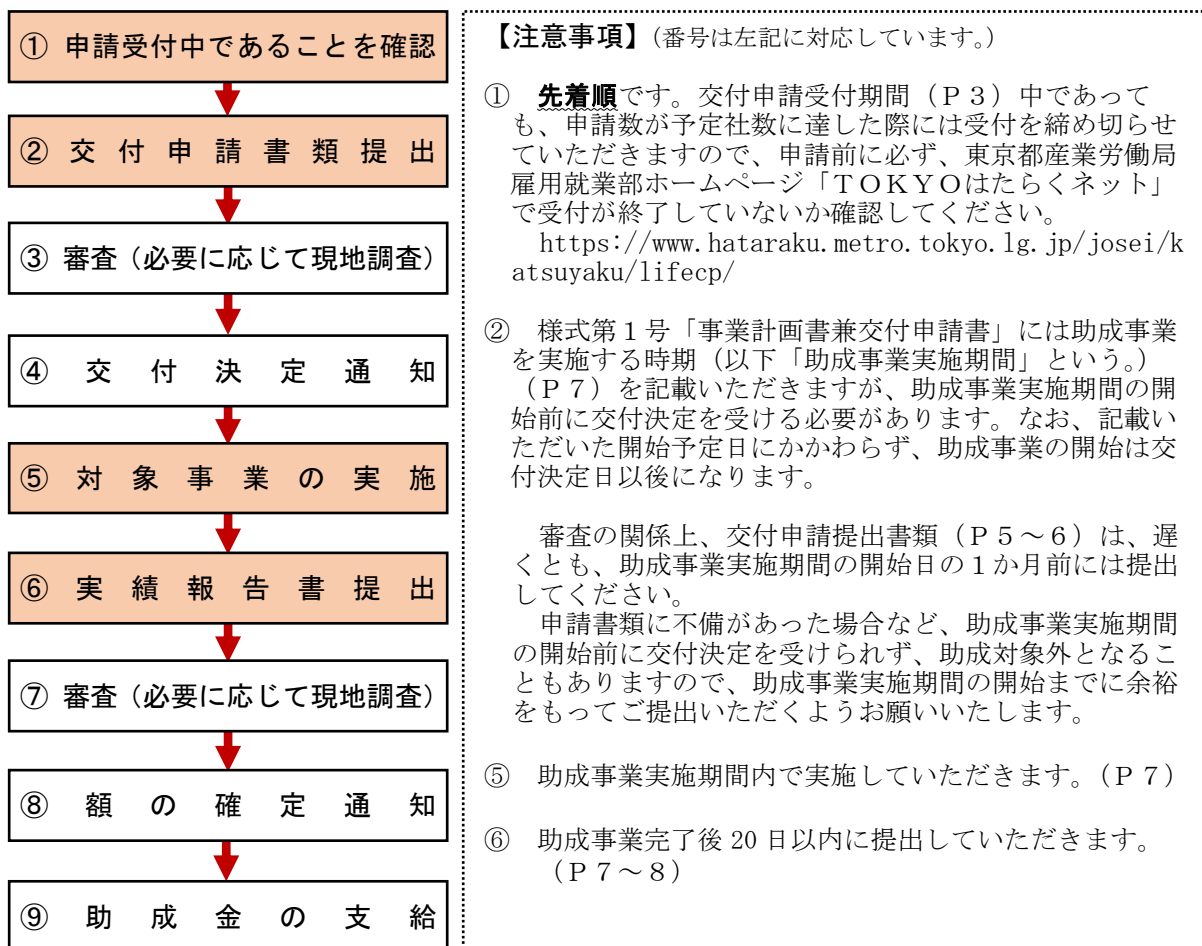 ① 申請受付中であることを確認
② 交付申請書類提出
③ 審査（必要に応じて現地調査）
④ 交付決定通知
⑤ 対象事業の実施
⑥ 実績報告書提出
⑦ 審査（必要に応じて現地調査）
⑧ 額の確定通知
⑨ 助成金の支給
【注意事項】（番号は左記に対応しています。）
① 先着順です。交付申請受付期間（Ｐ３）中であって
も、申請数が予定社数に達した際には受付を締め切らせ
ていただきますので、申請前に必ず、東京都産業労働局
雇用就業部ホームページ「ＴＯＫＹＯはたらくネット」
で受付が終了していないか確認してください。
https://www.hataraku.metro.tokyo.lg.jp/josei/k
atsuyaku/lifecp/
② 様式第１号「事業計画書兼交付申請書」には助成事業
を実施する時期（以下「助成事業実施期間」という。）
（Ｐ７）を記載いただきますが、助成事業実施期間の開
始前に交付決定を受ける必要があります。なお、記載い
ただいた開始予定日にかかわらず、助成事業の開始は交
付決定日以後になります。
審査の関係上、交付申請提出書類（Ｐ５～６）は、遅
くとも、助成事業実施期間の開始日の１か月前には提出
してください。
申請書類に不備があった場合など、助成事業実施期間
の開始前に交付決定を受けられず、助成対象外となるこ
ともありますので、助成事業実施期間の開始までに余裕
をもってご提出いただくようお願いいたします。
⑤ 助成事業実施期間内で実施していただきます。（Ｐ７）
⑥ 助成事業完了後 20 日以内に提出していただきます。
（Ｐ７～８）